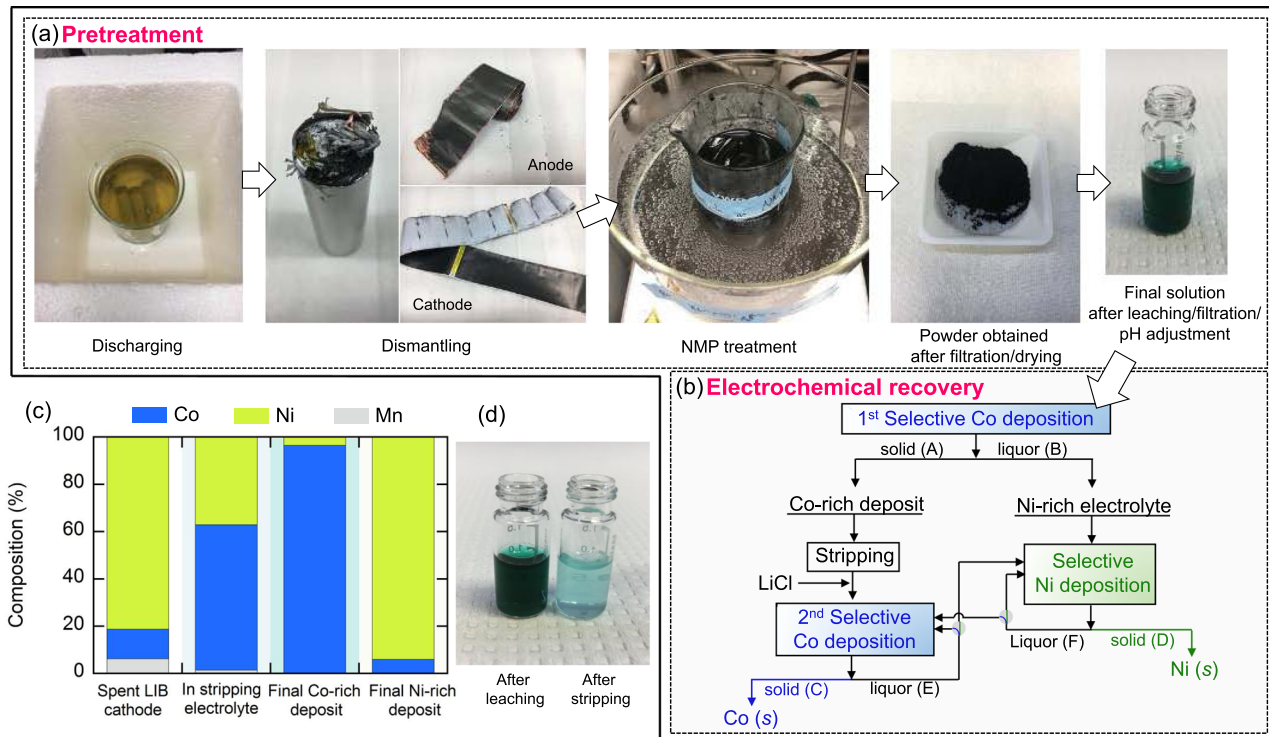 (a) Pretreatment
Anode
Cathode
Discharging
Dismantling
NMP treatment
Powder obtained
after filtration/drying
Final solution
after leaching/filtration/
pH adjustment
(b) Electrochemical recovery
1st Selective Co deposition
solid (A)
liquor (B)
Co-rich deposit
Ni-rich electrolyte
Stripping
LiCl
Selective
Ni deposition
2nd Selective
Co deposition
Liquor (F)
solid (D)
Ni (s)
solid (C)
liquor (E)
Co (s)
(c)
Co
Ni
Mn
Composition (%)
100
80
60
40
20
0
Spent LIB
cathode
In stripping
electrolyte
Final Co-rich
deposit
Final Ni-rich
deposit
(d)
After
leaching
After
stripping